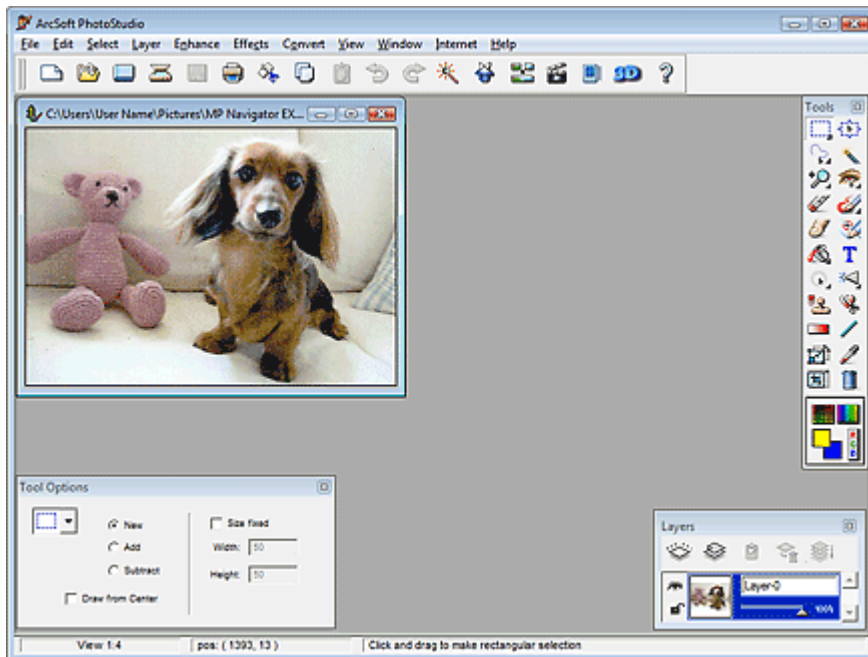 ArcSoft PhotoStudio
File Edit Select Layer Enhance Effects Convert View Window Internet Help
3D ?
C:\Users\User Name\Pictures\MP Navigator EX...
Tools
T
Tool Options
New
Add
Subtract
Draw from Center
Size fixed
Width: 50
Height: 50
Layers
Layer-0
100%
View 1:4
pos: ( 1393, 13 )
Click and drag to make rectangular selection